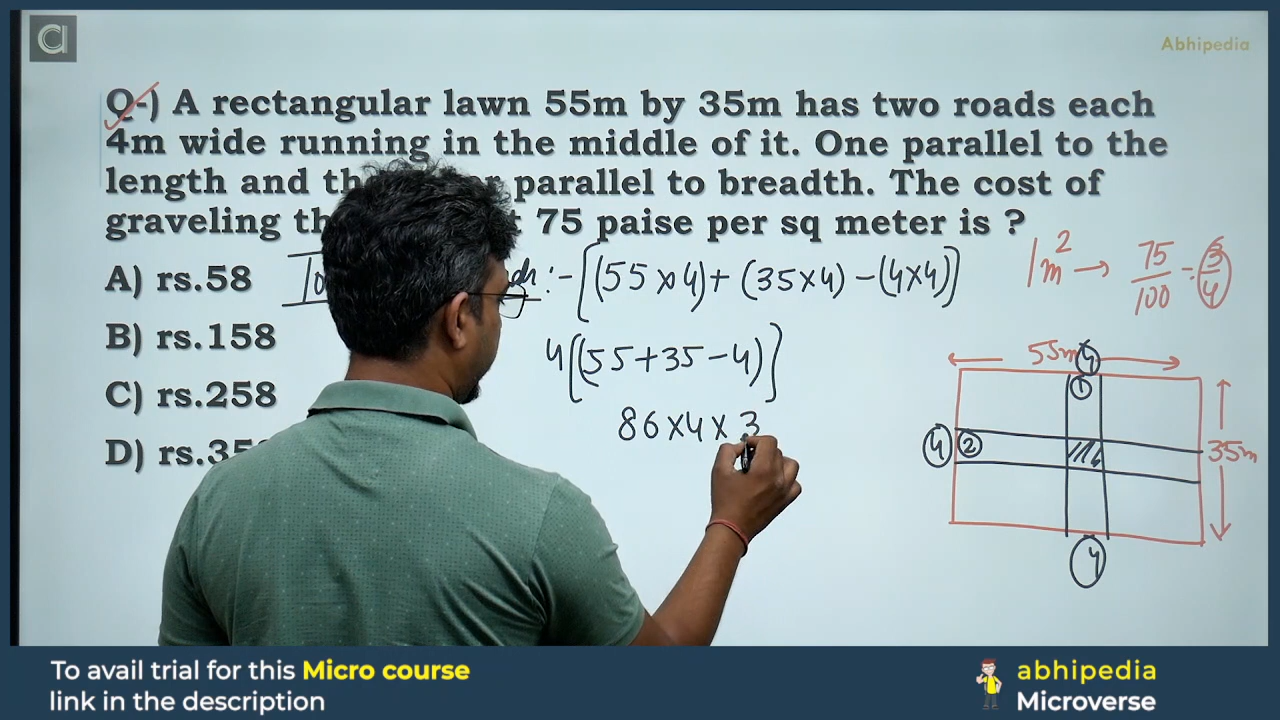 Abhipedia
Q-) A rectangular lawn 55m by 35m has two roads each
4m wide running in the middle of it. One parallel to the
length and parallel to breadth. The cost of
graveling 75 paise per sq meter is ?
A) rs.58
B) rs.158
C) rs.258
D) rs.
:- [(55×4)+(35×4)-(4×4)]
4[(55+35-4)]
86×4×3
1m² → 75/100 = 3/4
55m
4
1
4
2
35m
4
To avail trial for this Micro course
link in the description
abhipedia
Microverse